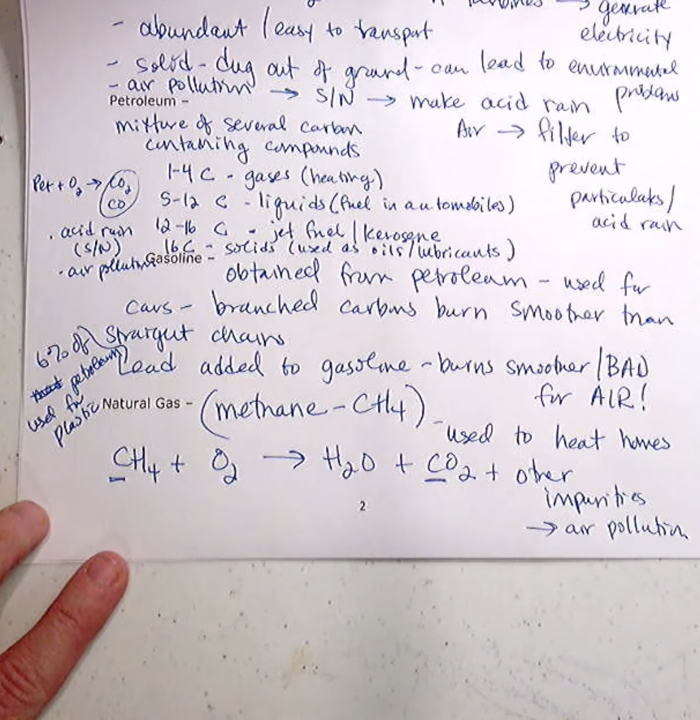 → generate
- abundant / easy to transport electricity
- solid - dug out of ground - can lead to environmental problems
- air pollution → S/N → make acid rain
Petroleum -
mixture of several carbon
containing compounds
Air → filter to
prevent
particulates /
acid rain
Pet + O2 → CO2
CO
1-4 C - gases (heating)
5-12 C - liquids (fuel in automobiles)
12-16 C - jet fuel / kerosene
16 C - solids (used as oils / lubricants)
. acid rain
(S/N)
- air pollution
Gasoline -
obtained from petroleum - used for
cars - branched carbons burn smoother than
straight chains
Lead added to gasoline - burns smoother / BAD
for AIR!
6% of
petroleum
used for
plastic
Natural Gas - (methane - CH4)
- used to heat homes
CH4 + O2 → H2O + CO2 + other
impurities
→ air pollution
2